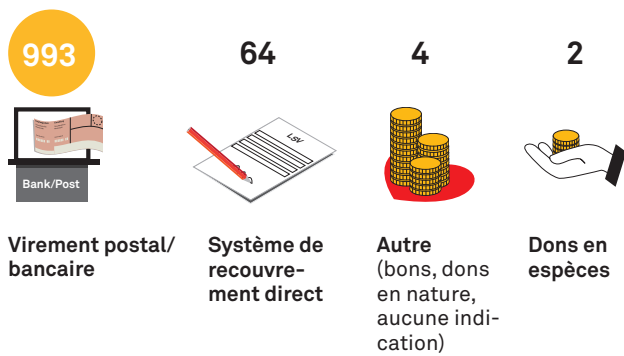 993
64
4
2
LSV
Bank/Post
Virement postal/
bancaire
Système de
recouvre-
ment direct
Autre
(bons, dons
en nature,
aucune indi-
cation)
Dons en
espèces